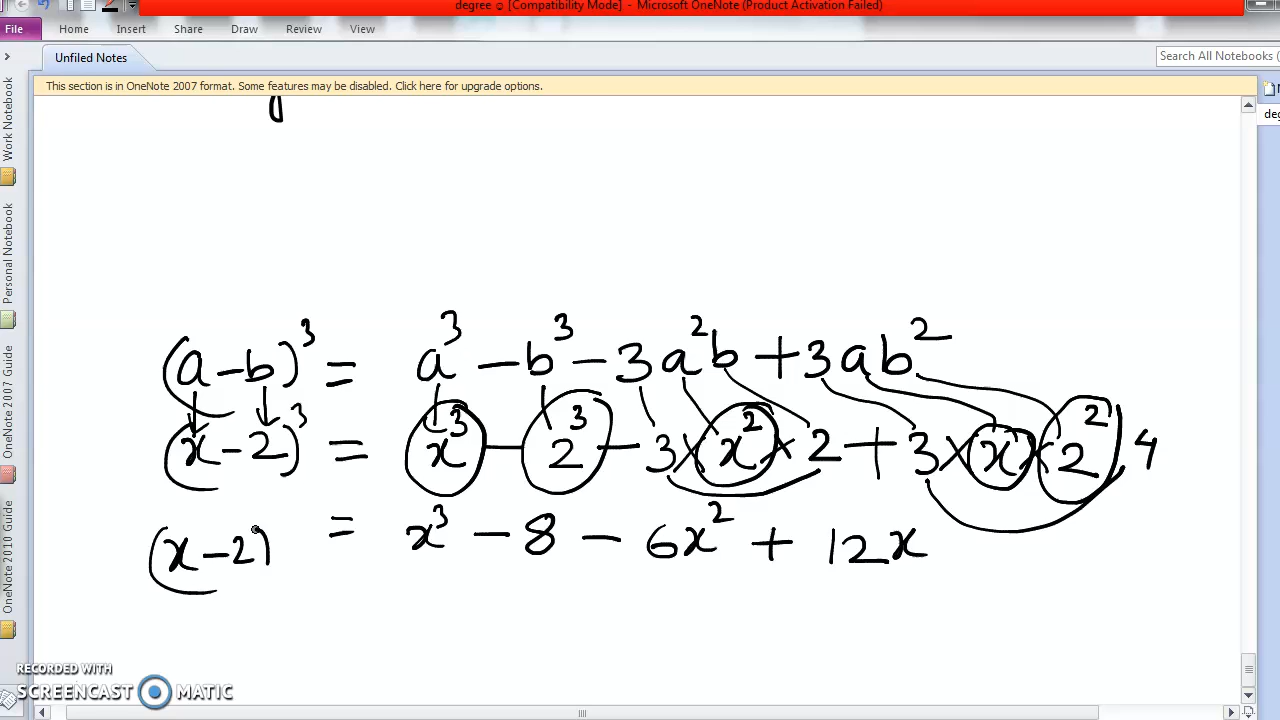 degree [Compatibility Mode] - Microsoft OneNote (Product Activation Failed)
File Home Insert Share Draw Review View
Unfiled Notes
Search All Notebooks (
This section is in OneNote 2007 format. Some features may be disabled. Click here for upgrade options.
deg
Work Notebook
Personal Notebook
OneNote 2007 Guide
OneNote 2010 Guide
(a-b)³ = a³ - b³ - 3a²b + 3ab²
(x-2)³ = x³ - 2³ - 3×x²×2 + 3×x×2² 4
(x-2) = x³ - 8 - 6x² + 12x
RECORDED WITH
SCREENCAST MATIC